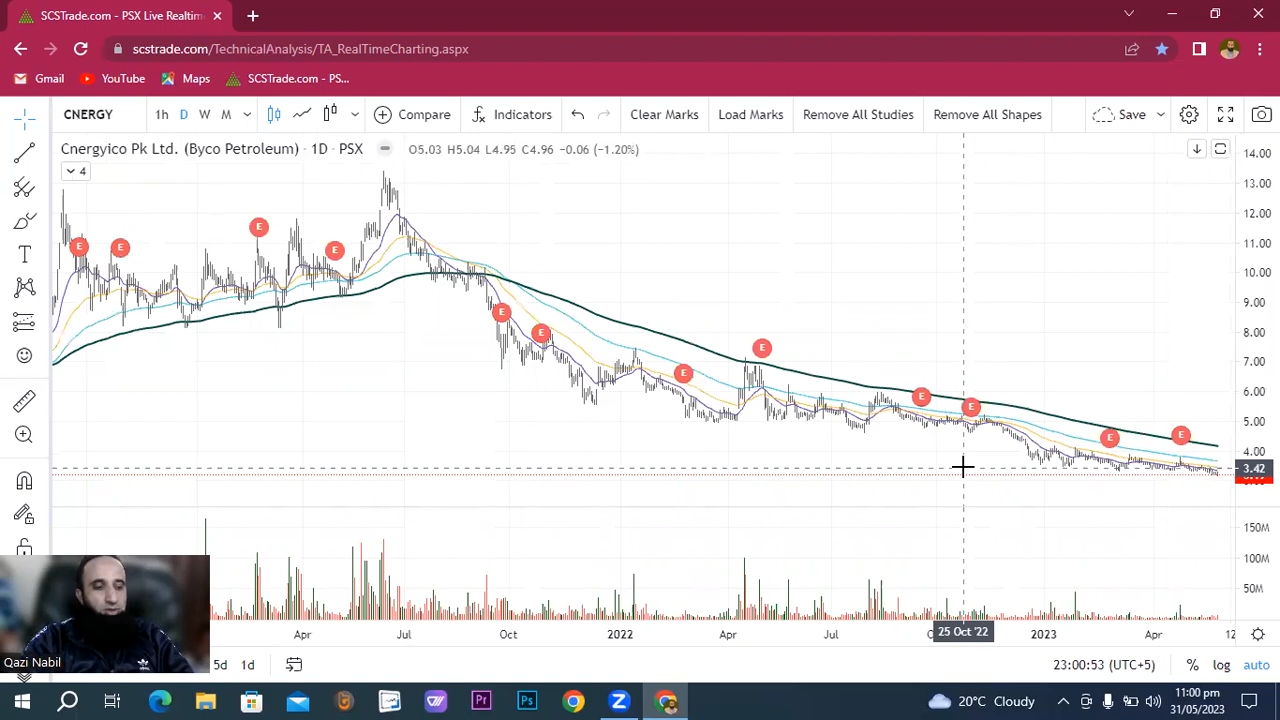 SCSTrade.com - PSX Live Realtim
scstrade.com/TechnicalAnalysis/TA_RealTimeCharting.aspx
Gmail YouTube Maps SCSTrade.com - PS...
CNERGY 1h D W M Compare Indicators Clear Marks Load Marks Remove All Studies Remove All Shapes Save
Cnergyico Pk Ltd. (Byco Petroleum) · 1D · PSX O5.03 H5.04 L4.95 C4.96 −0.06 (−1.20%)
4
14.00
13.00
12.00
11.00
10.00
9.00
8.00
7.00
6.00
5.00
4.00
3.42
E E E E E E E E E E E E
150M
100M
50M
Apr Jul Oct 2022 Apr Jul 25 Oct '22 2023 Apr 12
Qazi Nabil
5d 1d 23:00:53 (UTC+5) % log auto
20°C Cloudy
11:00 pm
31/05/2023